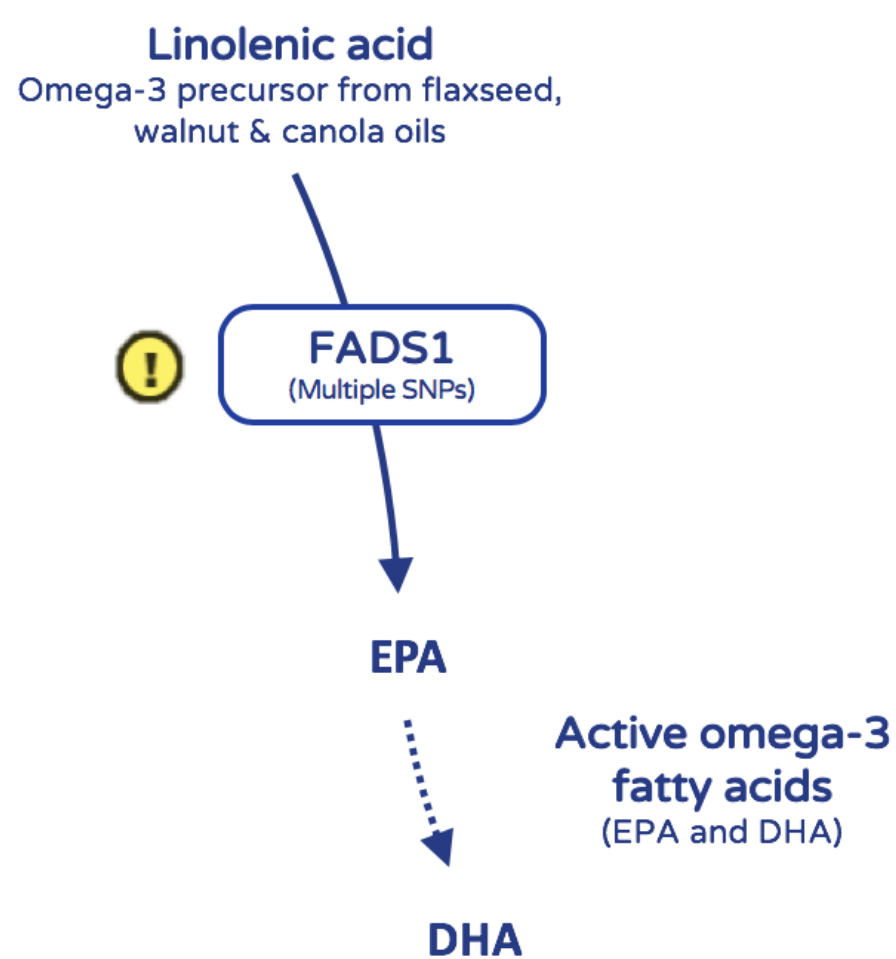 Linolenic acid
Omega-3 precursor from flaxseed,
walnut & canola oils
!
FADS1
(Multiple SNPs)
EPA
Active omega-3
fatty acids
(EPA and DHA)
DHA